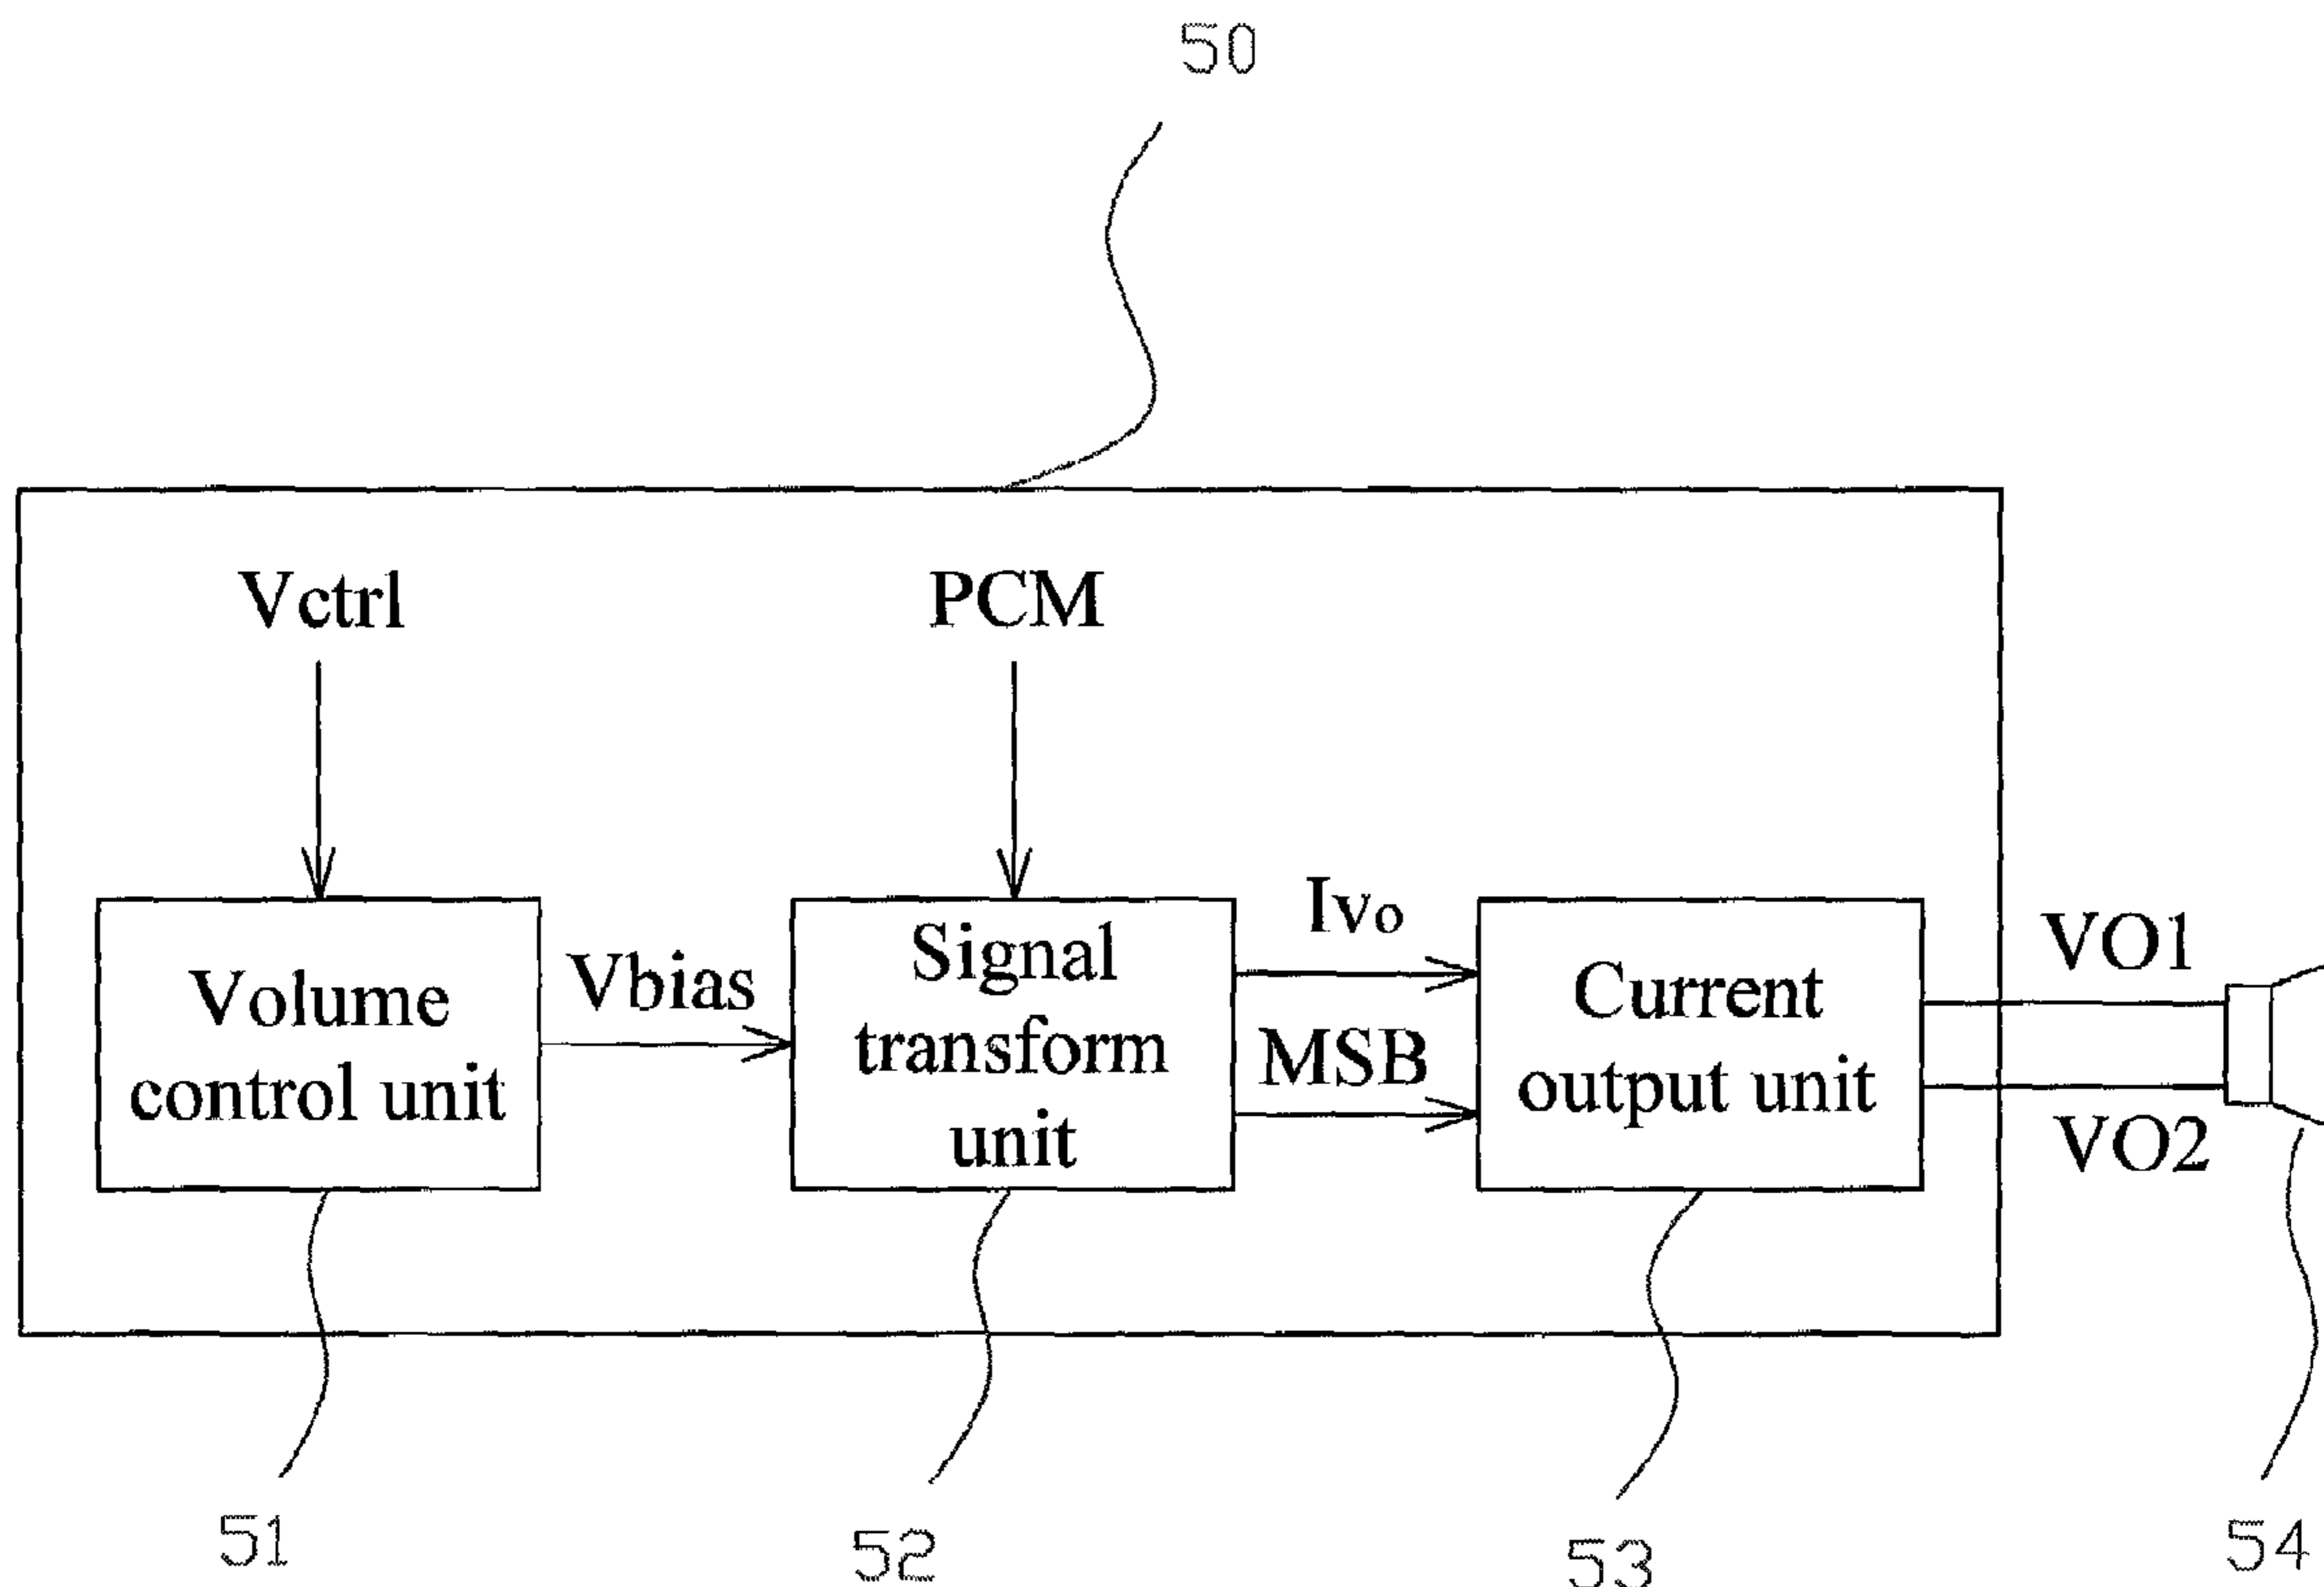 50
Vctrl
PCM
Volume
control unit
Vbias
Signal
transform
unit
Ivo
MSB
Current
output unit
VO1
VO2
51
52
53
54